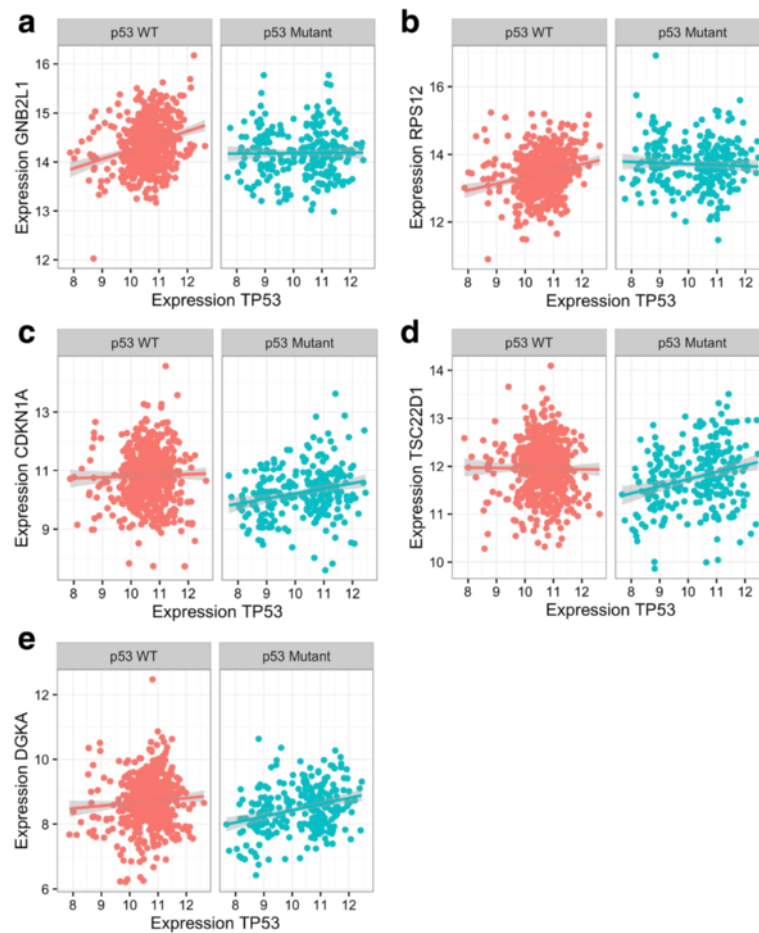 a
p53 WT
p53 Mutant
Expression GNB2L1
16
15
14
13
12
8 9 10 11 12
8 9 10 11 12
Expression TP53
b
p53 WT
p53 Mutant
Expression RPS12
16
14
12
8 9 10 11 12
8 9 10 11 12
Expression TP53
c
p53 WT
p53 Mutant
Expression CDKN1A
13
11
9
8 9 10 11 12
8 9 10 11 12
Expression TP53
d
p53 WT
p53 Mutant
Expression TSC22D1
14
13
12
11
10
8 9 10 11 12
8 9 10 11 12
Expression TP53
e
p53 WT
p53 Mutant
Expression DGKA
12
10
8
6
8 9 10 11 12
8 9 10 11 12
Expression TP53